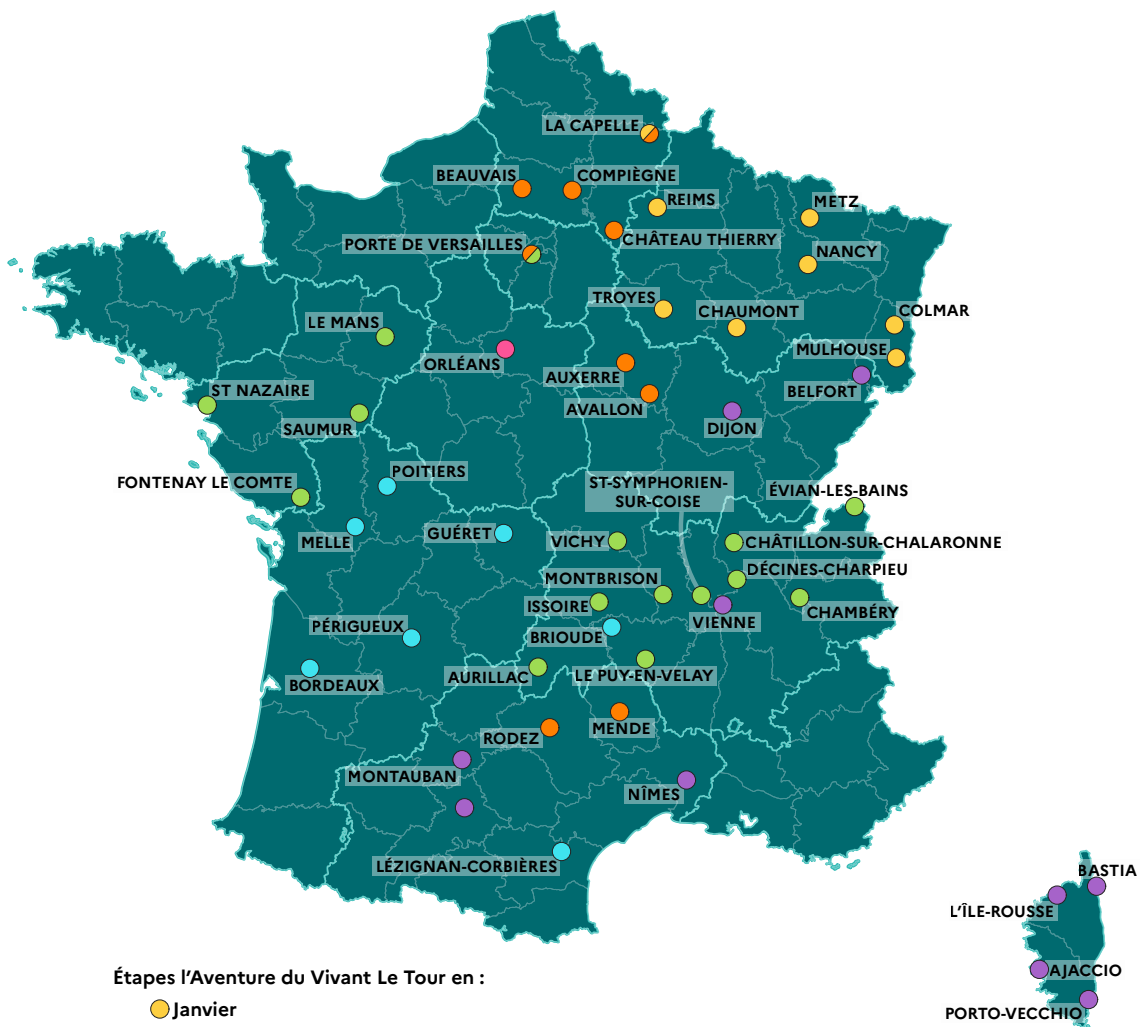 LA CAPELLE
BEAUVAIS
COMPIÈGNE
REIMS
METZ
CHÂTEAU THIERRY
PORTE DE VERSAILLES
NANCY
TROYES
CHAUMONT
COLMAR
LE MANS
MULHOUSE
ORLÉANS
AUXERRE
BELFORT
ST NAZAIRE
AVALLON
SAUMUR
DIJON
POITIERS
FONTENAY LE COMTE
ST-SYMPHORIEN-
SUR-COISE
ÉVIAN-LES-BAINS
MELLE
GUÉRET
VICHY
CHÂTILLON-SUR-CHALARONNE
DÉCINES-CHARPIEU
MONTBRISON
ISSOIRE
CHAMBÉRY
VIENNE
PÉRIGUEUX
BRIOUDE
BORDEAUX
AURILLAC
LE PUY-EN-VELAY
RODEZ
MENDE
MONTAUBAN
NÎMES
LÉZIGNAN-CORBIÈRES
BASTIA
L'ÎLE-ROUSSE
AJACCIO
PORTO-VECCHIO
Étapes l'Aventure du Vivant Le Tour en :
Janvier